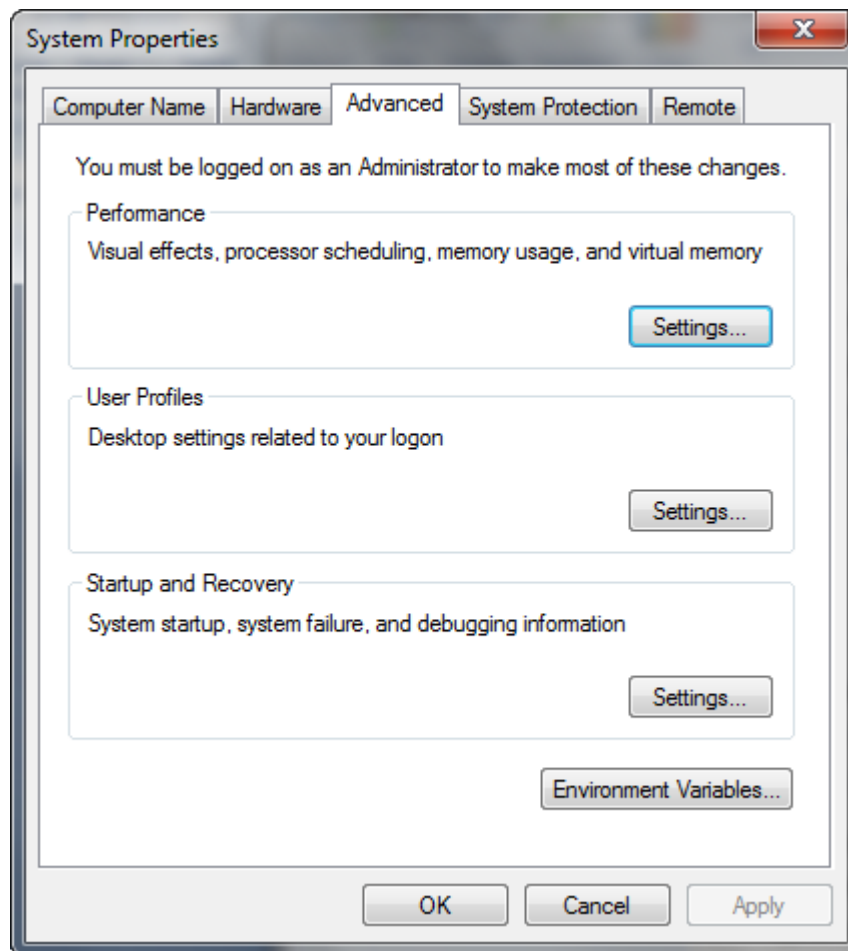 System Properties
Computer Name Hardware Advanced System Protection Remote
You must be logged on as an Administrator to make most of these changes.
Performance
Visual effects, processor scheduling, memory usage, and virtual memory
Settings...
User Profiles
Desktop settings related to your logon
Settings...
Startup and Recovery
System startup, system failure, and debugging information
Settings...
Environment Variables...
OK Cancel Apply